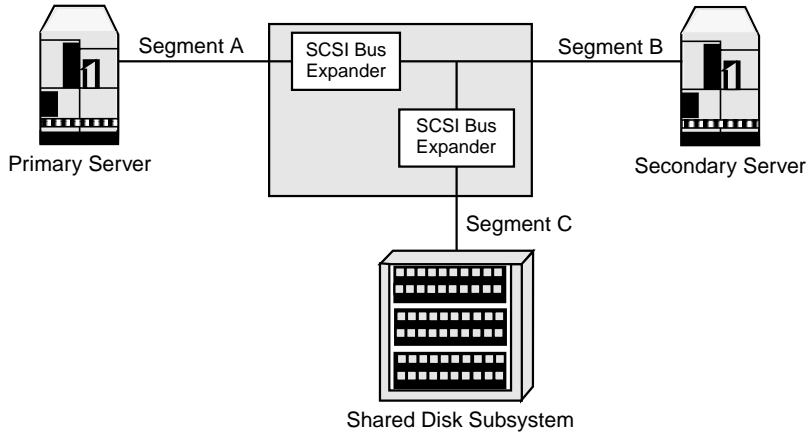 Segment A
SCSI Bus
Expander
Segment B
SCSI Bus
Expander
Primary Server
Secondary Server
Segment C
Shared Disk Subsystem